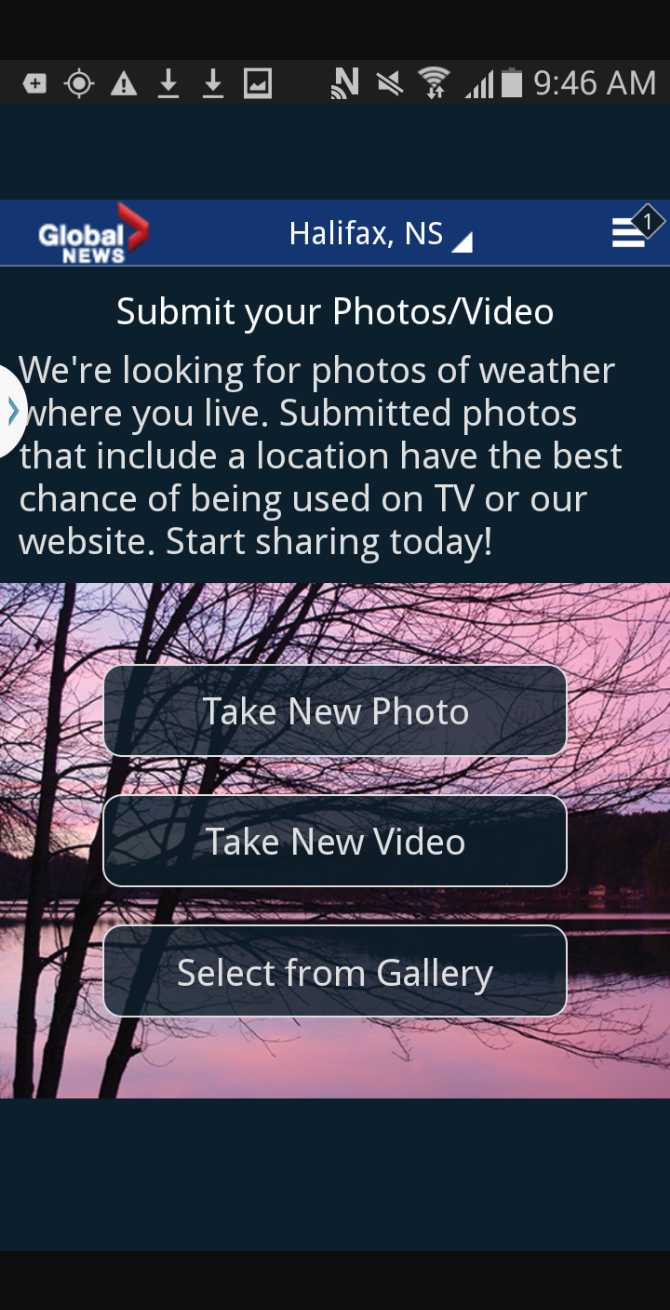 9:46 AM
Global NEWS
Halifax, NS
1
Submit your Photos/Video
We're looking for photos of weather
where you live. Submitted photos
that include a location have the best
chance of being used on TV or our
website. Start sharing today!
Take New Photo
Take New Video
Select from Gallery